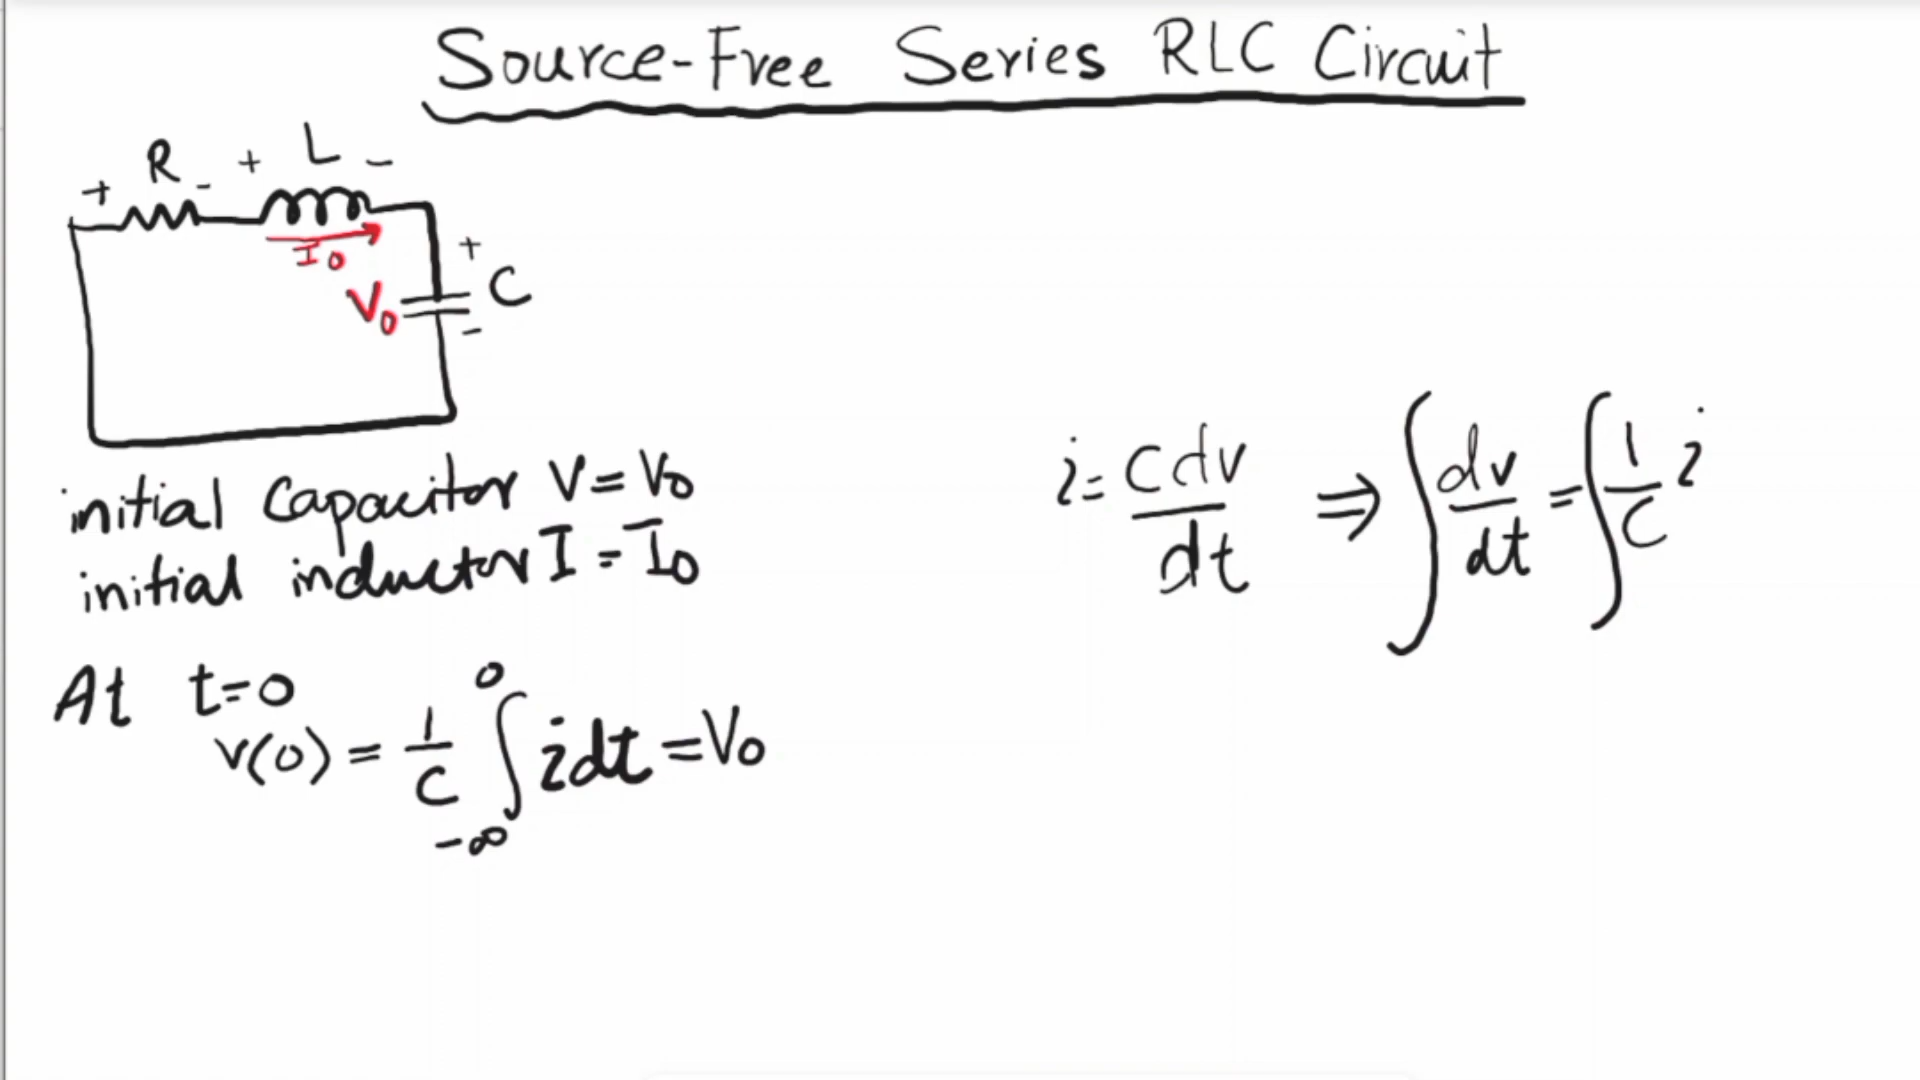 Source-Free Series RLC Circuit
+ R - + L -
I0
+
V0 C
-
initial capacitor V = V0
initial inductor I = I0
i = C dv/dt ⇒ ∫ dv/dt = ∫ 1/C i
At t=0
v(0) = 1/C ∫_{-∞}^{0} i dt = V0